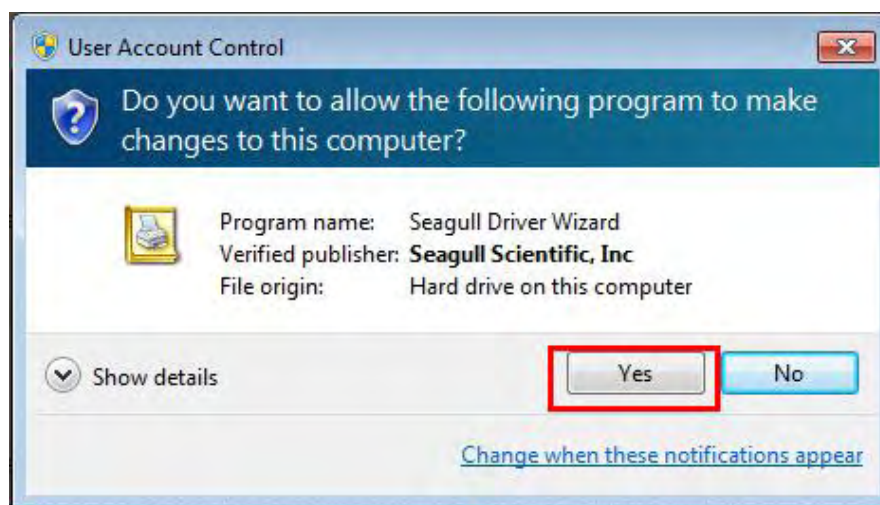 User Account Control
Do you want to allow the following program to make
changes to this computer?
Program name: Seagull Driver Wizard
Verified publisher: Seagull Scientific, Inc
File origin: Hard drive on this computer
Show details
Yes
No
Change when these notifications appear